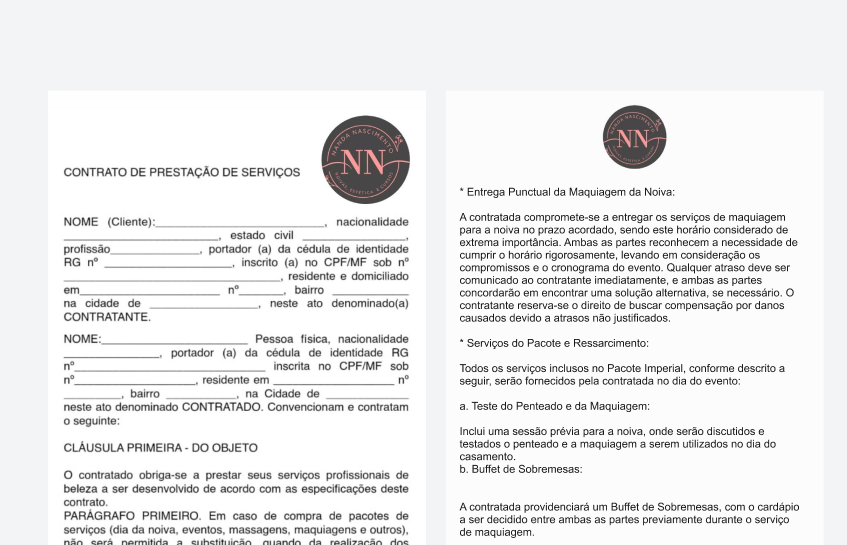 NANDA NASCIMENTO
NN
CONTRATO DE PRESTAÇÃO DE SERVIÇOS
NOME (Cliente):____________________________, nacionalidade
_________________________, estado civil _________________,
profissão______________, portador (a) da cédula de identidade
RG nº ____________________, inscrito (a) no CPF/MF sob nº
___________________________________, residente e domiciliado
em_______________________ nº_______, bairro ____________
na cidade de __________________, neste ato denominado(a)
CONTRATANTE.
NOME:________________________ Pessoa física, nacionalidade
_______________, portador (a) da cédula de identidade RG
nº______________________________ inscrita no CPF/MF sob
nº___________________, residente em ___________________ nº
_________, bairro ___________, na Cidade de _____________
neste ato denominado CONTRATADO. Convencionam e contratam
o seguinte:
CLÁUSULA PRIMEIRA - DO OBJETO
O contratado obriga-se a prestar seus serviços profissionais de
beleza a ser desenvolvido de acordo com as especificações deste
contrato.
PARÁGRAFO PRIMEIRO. Em caso de compra de pacotes de
serviços (dia da noiva, eventos, massagens, maquiagens e outros),
não será permitida a substituição, quando da realização dos
NANDA NASCIMENTO
NN
* Entrega Punctual da Maquiagem da Noiva:
A contratada compromete-se a entregar os serviços de maquiagem
para a noiva no prazo acordado, sendo este horário considerado de
extrema importância. Ambas as partes reconhecem a necessidade de
cumprir o horário rigorosamente, levando em consideração os
compromissos e o cronograma do evento. Qualquer atraso deve ser
comunicado ao contratante imediatamente, e ambas as partes
concordarão em encontrar uma solução alternativa, se necessário. O
contratante reserva-se o direito de buscar compensação por danos
causados devido a atrasos não justificados.
* Serviços do Pacote e Ressarcimento:
Todos os serviços inclusos no Pacote Imperial, conforme descrito a
seguir, serão fornecidos pela contratada no dia do evento:
a. Teste do Penteado e da Maquiagem:
Inclui uma sessão prévia para a noiva, onde serão discutidos e
testados o penteado e a maquiagem a serem utilizados no dia do
casamento.
b. Buffet de Sobremesas:
A contratada providenciará um Buffet de Sobremesas, com o cardápio
a ser decidido entre ambas as partes previamente durante o serviço
de maquiagem.